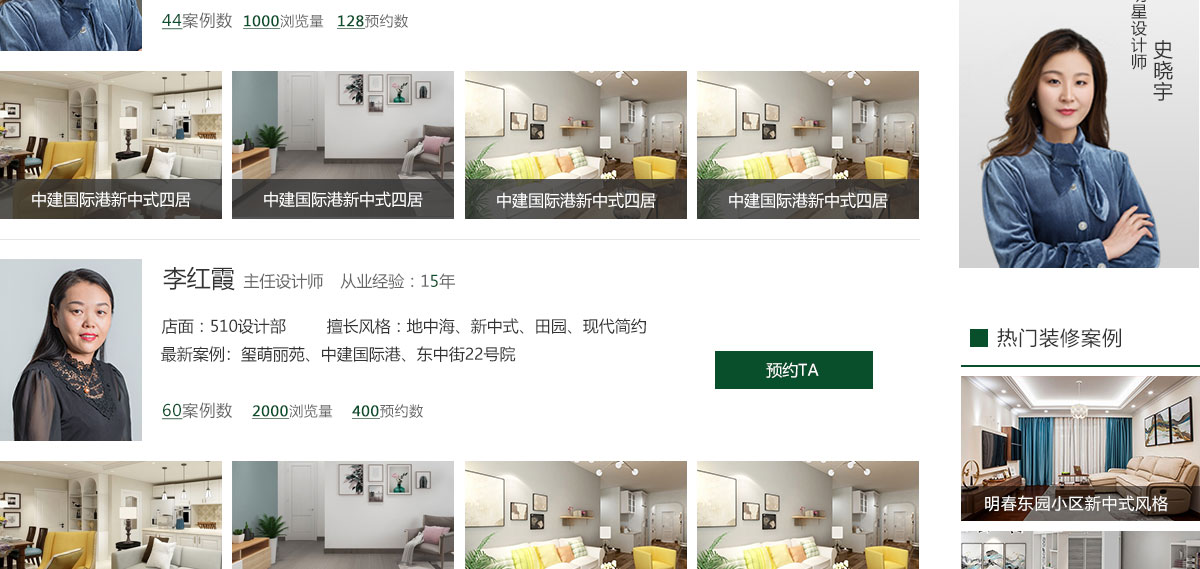 44案例数 1000浏览量 128预约数
中建国际港新中式四居
中建国际港新中式四居
中建国际港新中式四居
中建国际港新中式四居
李红霞 主任设计师 从业经验：15年
店面：510设计部 擅长风格：地中海、新中式、田园、现代简约
最新案例：玺萌丽苑、中建国际港、东中街22号院
预约TA
60案例数 2000浏览量 400预约数
星设计师
史晓宇
热门装修案例
明春东园小区新中式风格